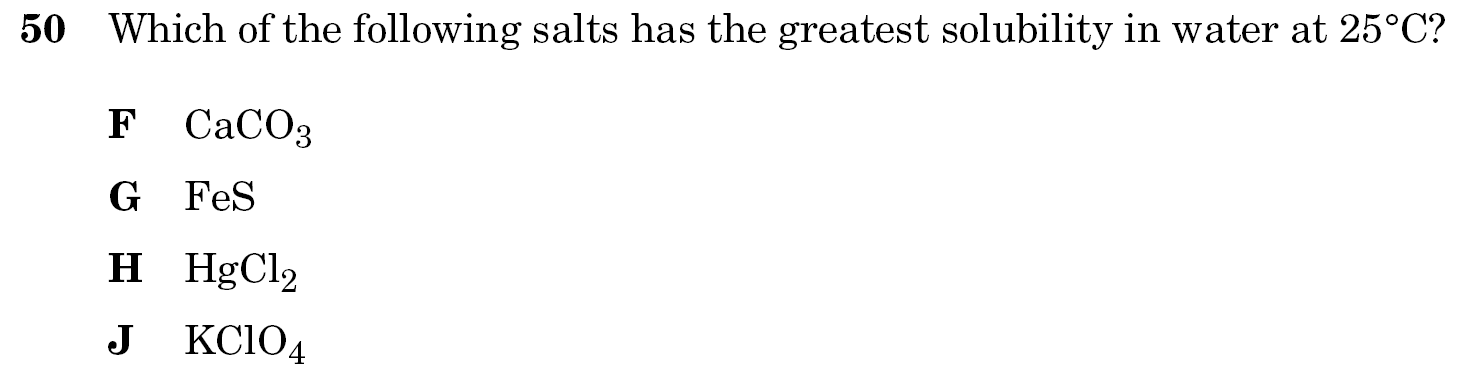 50 Which of the following salts has the greatest solubility in water at 25°C?
F CaCO₃
G FeS
H HgCl₂
J KClO₄